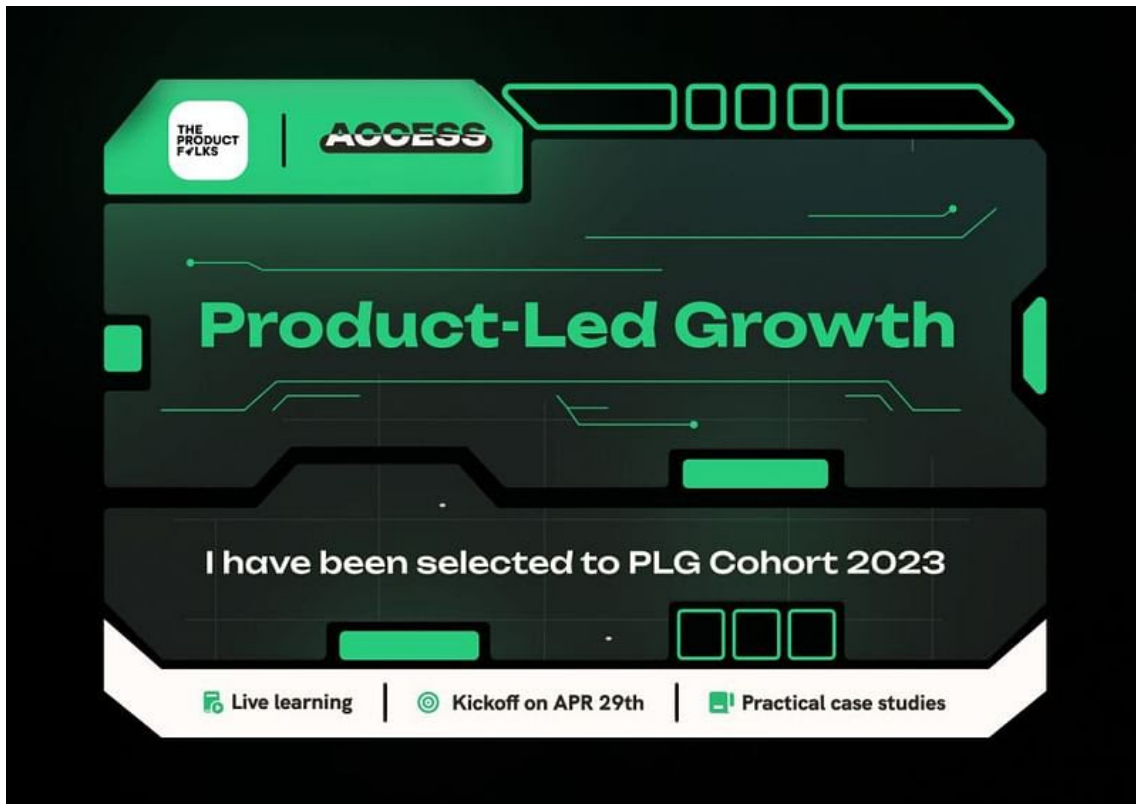 THE
PRODUCT
FOLKS
ACCESS
Product-Led Growth
I have been selected to PLG Cohort 2023
Live learning
Kickoff on APR 29th
Practical case studies